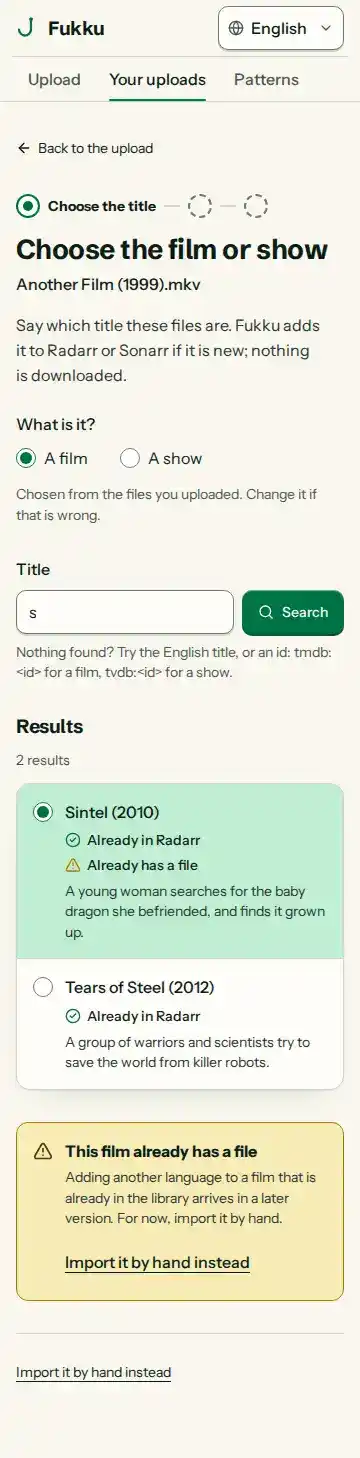 Fukku
English
Upload
Your uploads
Patterns
Back to the upload
Choose the title
Choose the film or show
Another Film (1999).mkv
Say which title these files are. Fukku adds
it to Radarr or Sonarr if it is new; nothing
is downloaded.
What is it?
A film
A show
Chosen from the files you uploaded. Change it if
that is wrong.
Title
s
Search
Nothing found? Try the English title, or an id: tmdb:
<id> for a film, tvdb:<id> for a show.
Results
2 results
Sintel (2010)
Already in Radarr
Already has a file
A young woman searches for the baby
dragon she befriended, and finds it grown
up.
Tears of Steel (2012)
Already in Radarr
A group of warriors and scientists try to
save the world from killer robots.
This film already has a file
Adding another language to a film that is
already in the library arrives in a later
version. For now, import it by hand.
Import it by hand instead
Import it by hand instead